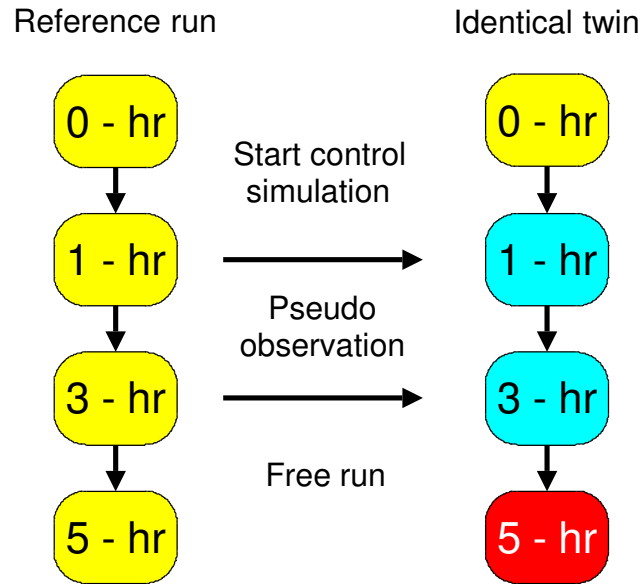 Reference run
Identical twin
0 - hr
0 - hr
Start control
simulation
1 - hr
1 - hr
Pseudo
observation
3 - hr
3 - hr
Free run
5 - hr
5 - hr